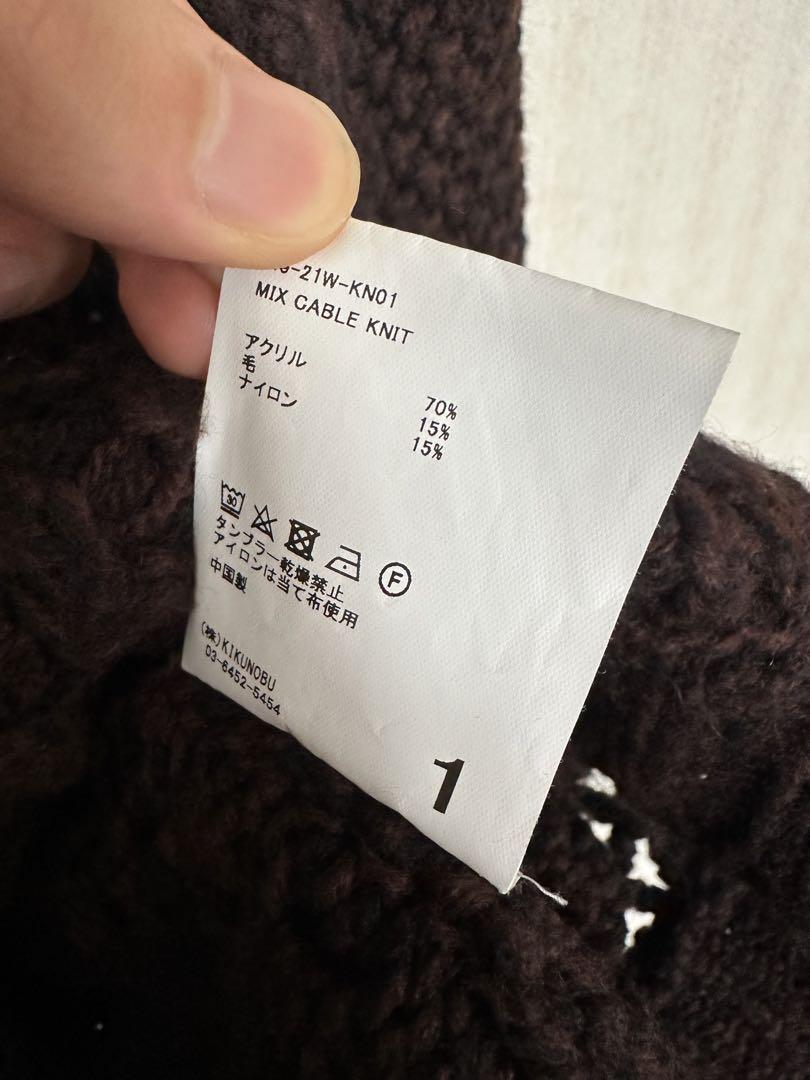 -21W-KN01
MIX CABLE KNIT
アクリル 70%
毛 15%
ナイロン 15%
30
F
タンブラー乾燥禁止
アイロンは当て布使用
中国製
(株)KIKUNOBU
03-6452-5454
1